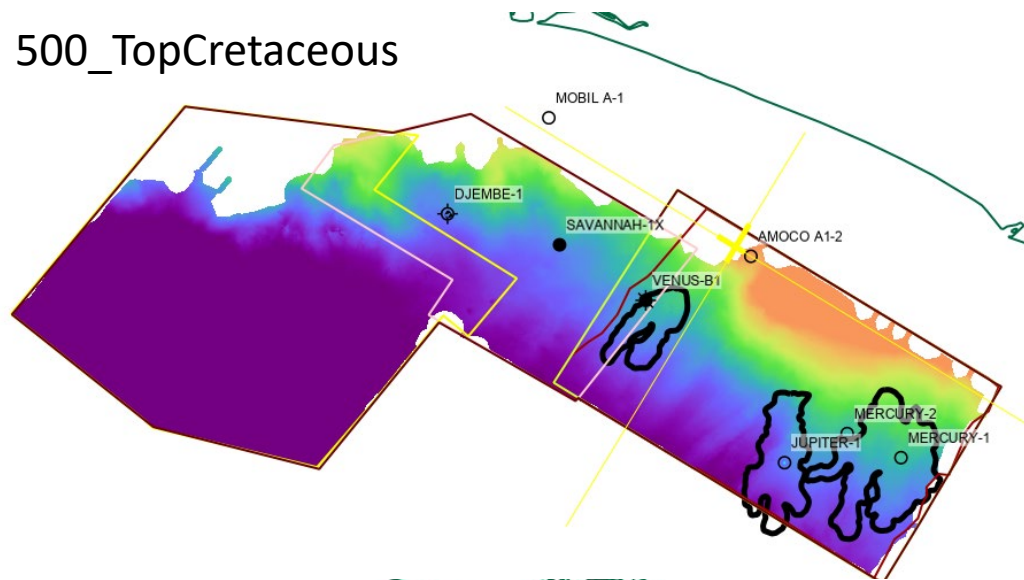 500_TopCretaceous
MOBIL A-1
DJEMBE-1
SAVANNAH-1X
AMOCO A1-2
VENUS-B1
MERCURY-2
MERCURY-1
JUPITER-1